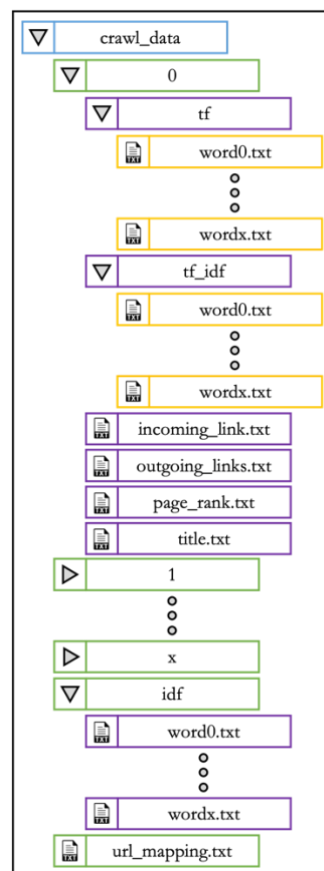 crawl_data
0
tf
word0.txt
wordx.txt
tf_idf
word0.txt
wordx.txt
incoming_link.txt
outgoing_links.txt
page_rank.txt
title.txt
1
x
idf
word0.txt
wordx.txt
url_mapping.txt